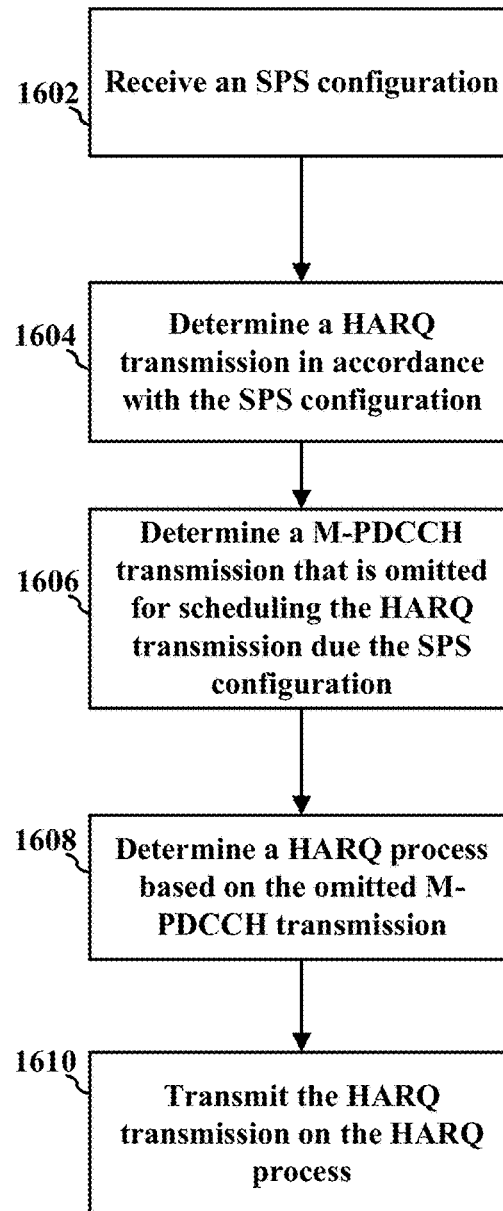 1602
Receive an SPS configuration
1604
Determine a HARQ
transmission in accordance
with the SPS configuration
1606
Determine a M-PDCCH
transmission that is omitted
for scheduling the HARQ
transmission due the SPS
configuration
1608
Determine a HARQ process
based on the omitted M-
PDCCH transmission
1610
Transmit the HARQ
transmission on the HARQ
process